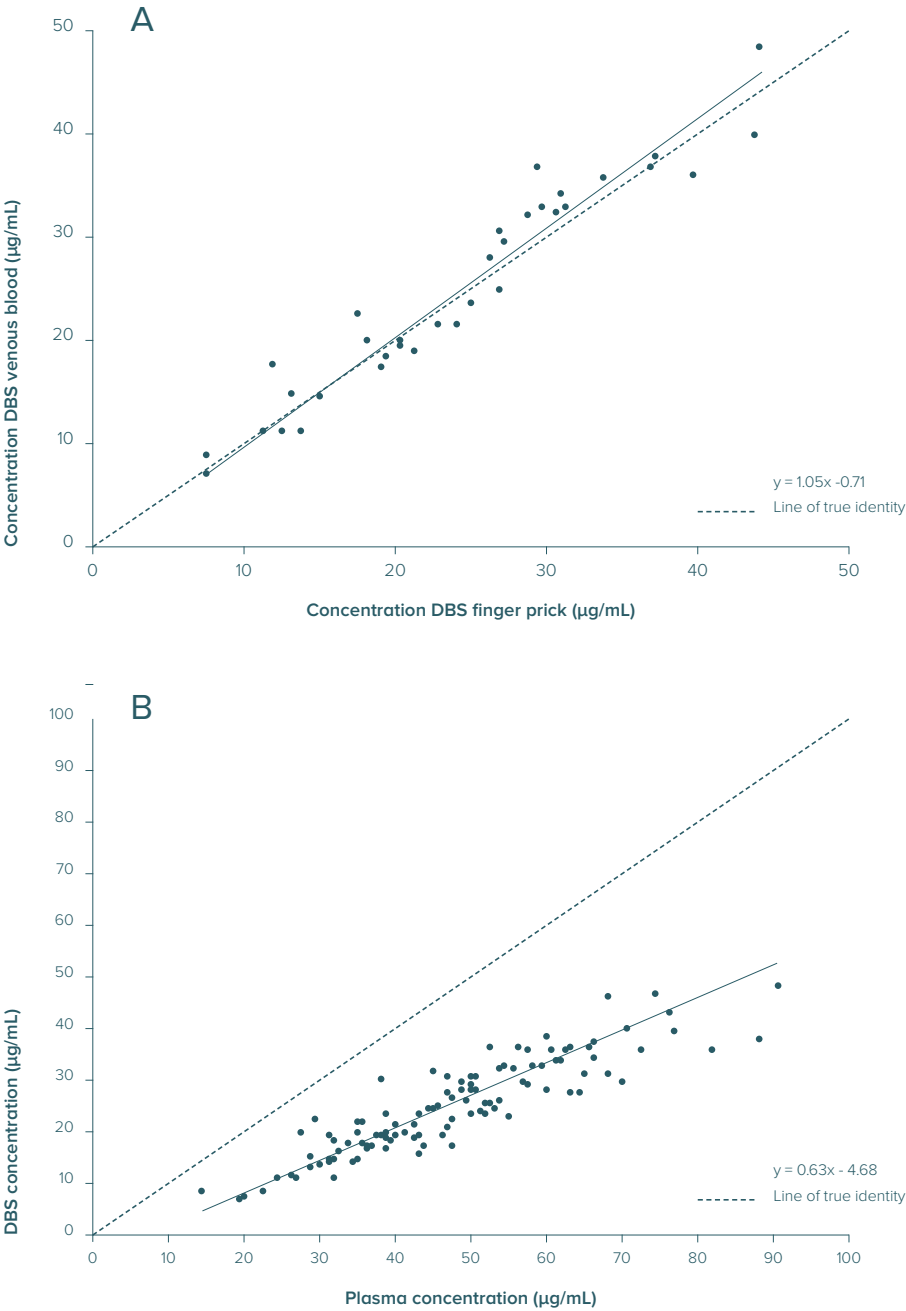 A
50
40
30
20
10
0
0 10 20 30 40 50
Concentration DBS venous blood (µg/mL)
Concentration DBS finger prick (µg/mL)
y = 1.05x -0.71
Line of true identity
B
100
90
80
70
60
50
40
30
20
10
0
0 10 20 30 40 50 60 70 80 90 100
DBS concentration (µg/mL)
Plasma concentration (µg/mL)
y = 0.63x - 4.68
Line of true identity